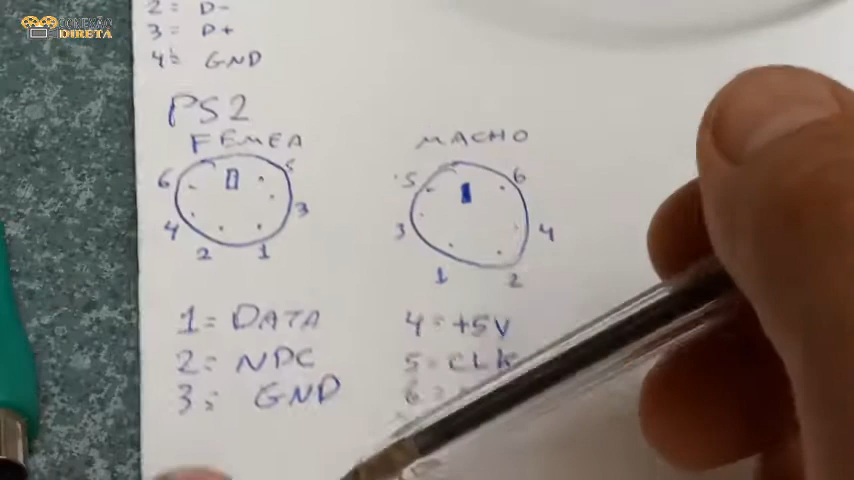 CONEXÃO
DIRETA
2 = D-
3 = D+
4 = GND
PS2
FEMEA
MACHO
6 5
4 3
2 1
5 6
3 4
1 2
1 = DATA
2 = NPC
3 = GND
4 = +5V
5 = CLK
6 =